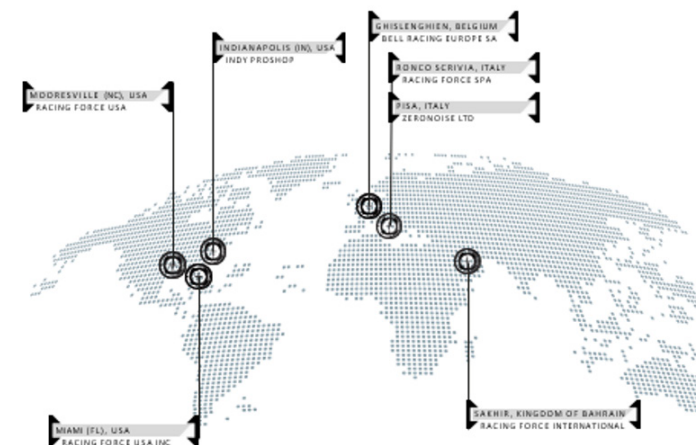 GHISLENGHIEN, BELGIUM
BELL RACING EUROPE SA
INDIANAPOLIS (IN), USA
INDY PROSHOP
RONCO SCRIVIA, ITALY
RACING FORCE SPA
MOORESVILLE (NC), USA
RACING FORCE USA
PISA, ITALY
ZERONOISE LTD
SAKHIR, KINGDOM OF BAHRAIN
RACING FORCE INTERNATIONAL
MIAMI (FL), USA
RACING FORCE USA INC